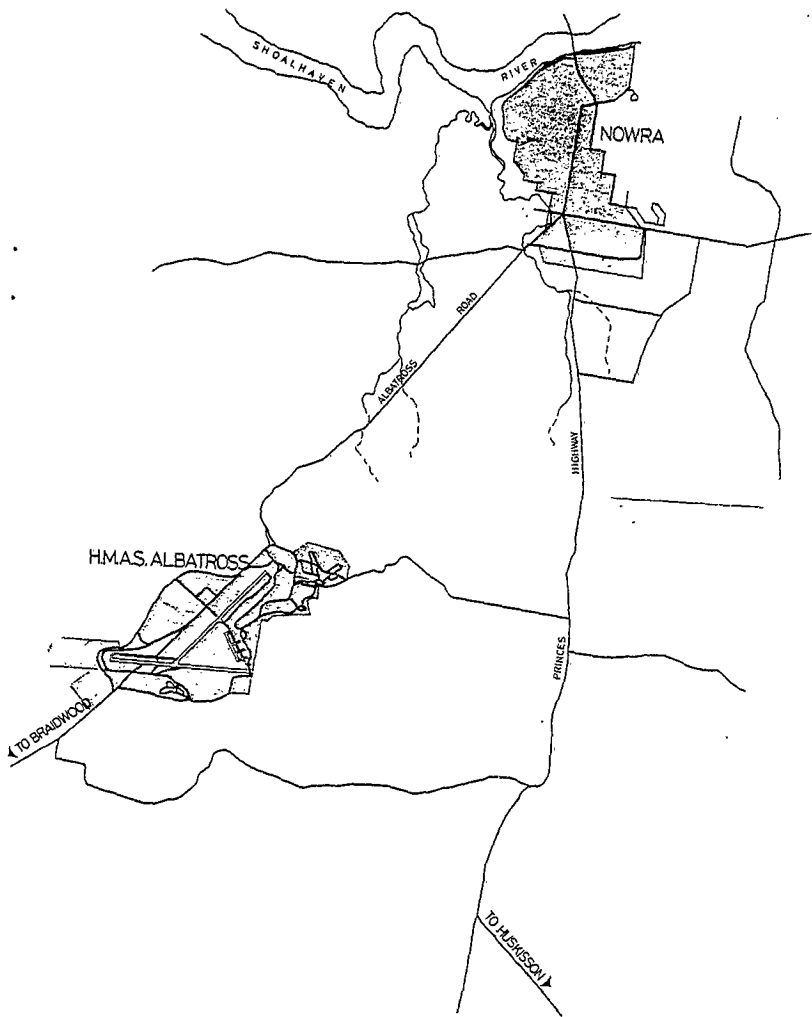 SHOALHAVEN RIVER
NOWRA
ALBATROSS ROAD
H.M.A.S. ALBATROSS
PRINCES HIGHWAY
TO BRAIDWOOD
TO HUSKISSON